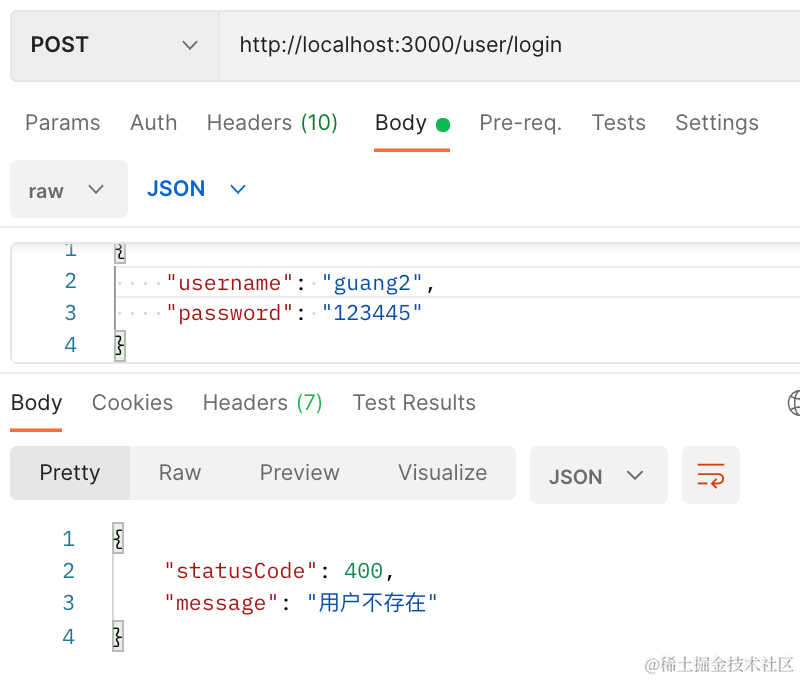 POST http://localhost:3000/user/login
Params Auth Headers (10) Body Pre-req. Tests Settings
raw JSON
1 {
2 "username": "guang2",
3 "password": "123445"
4 }
Body Cookies Headers (7) Test Results
Pretty Raw Preview Visualize JSON
1 {
2 "statusCode": 400,
3 "message": "用户不存在"
4 }
@稀土掘金技术社区